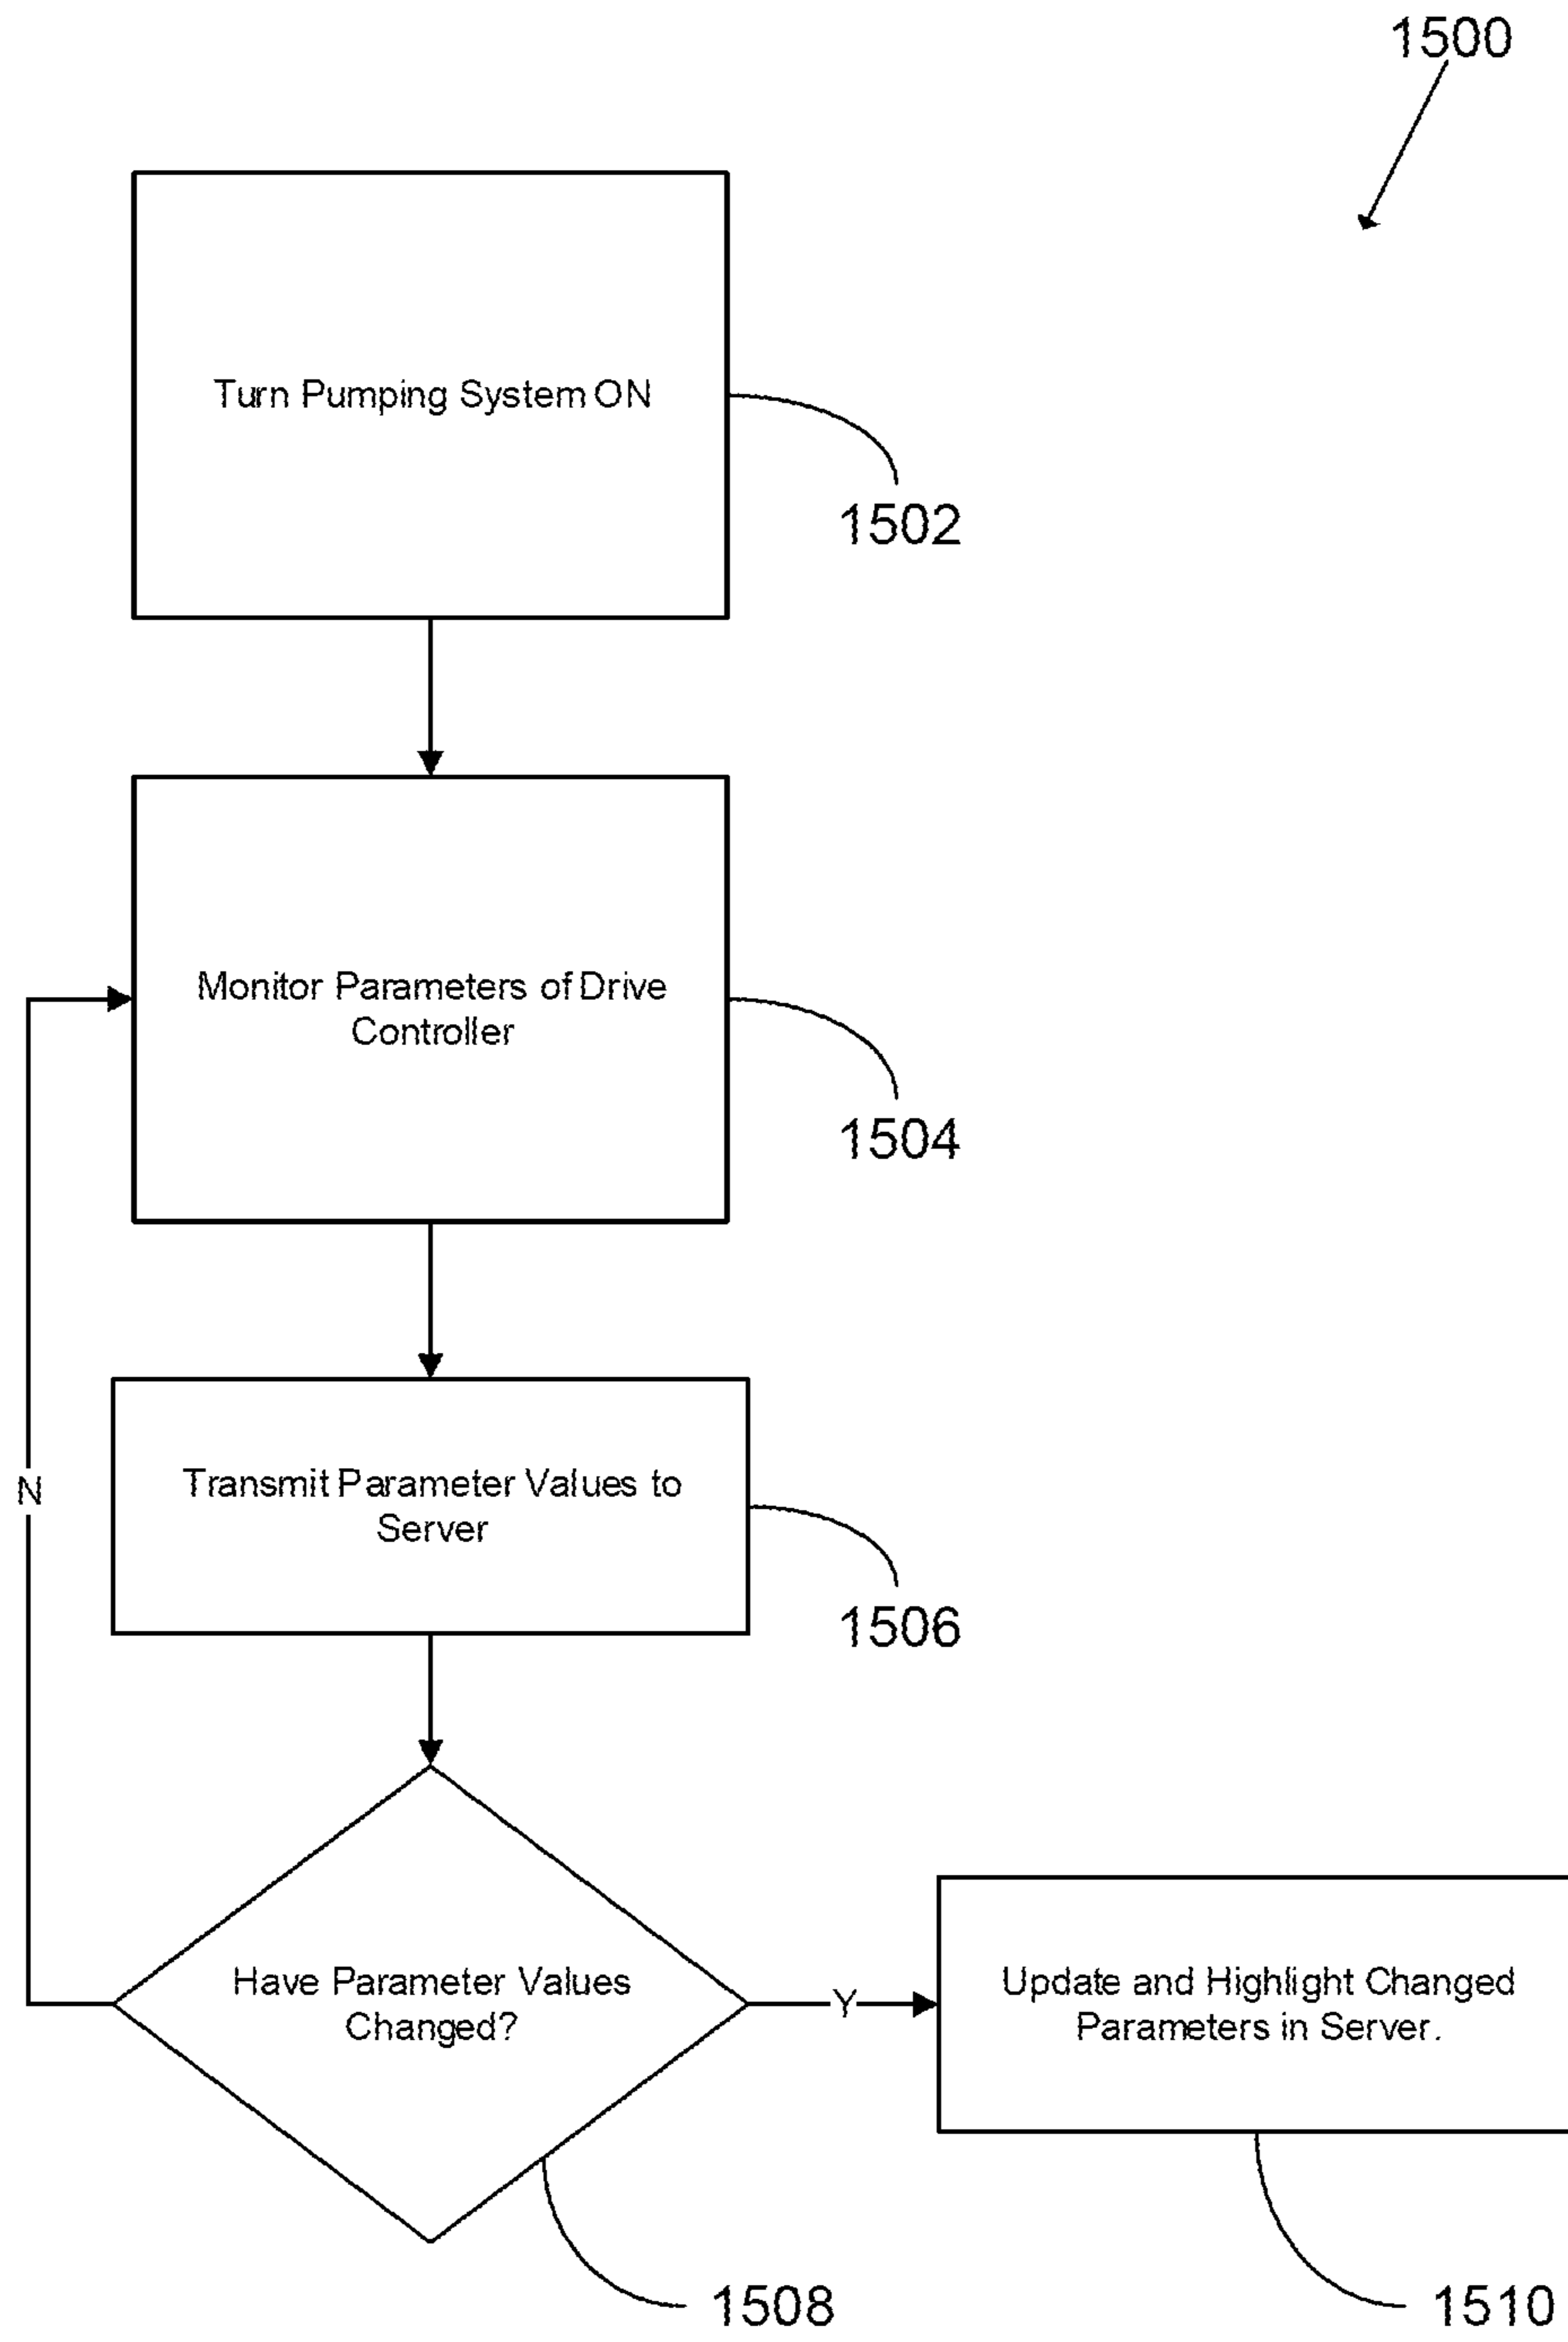 1500
Turn Pumping System ON
1502
Monitor Parameters of Drive
Controller
1504
N
Transmit Parameter Values to
Server
1506
Have Parameter Values
Changed?
Y
Update and Highlight Changed
Parameters in Server.
1508
1510